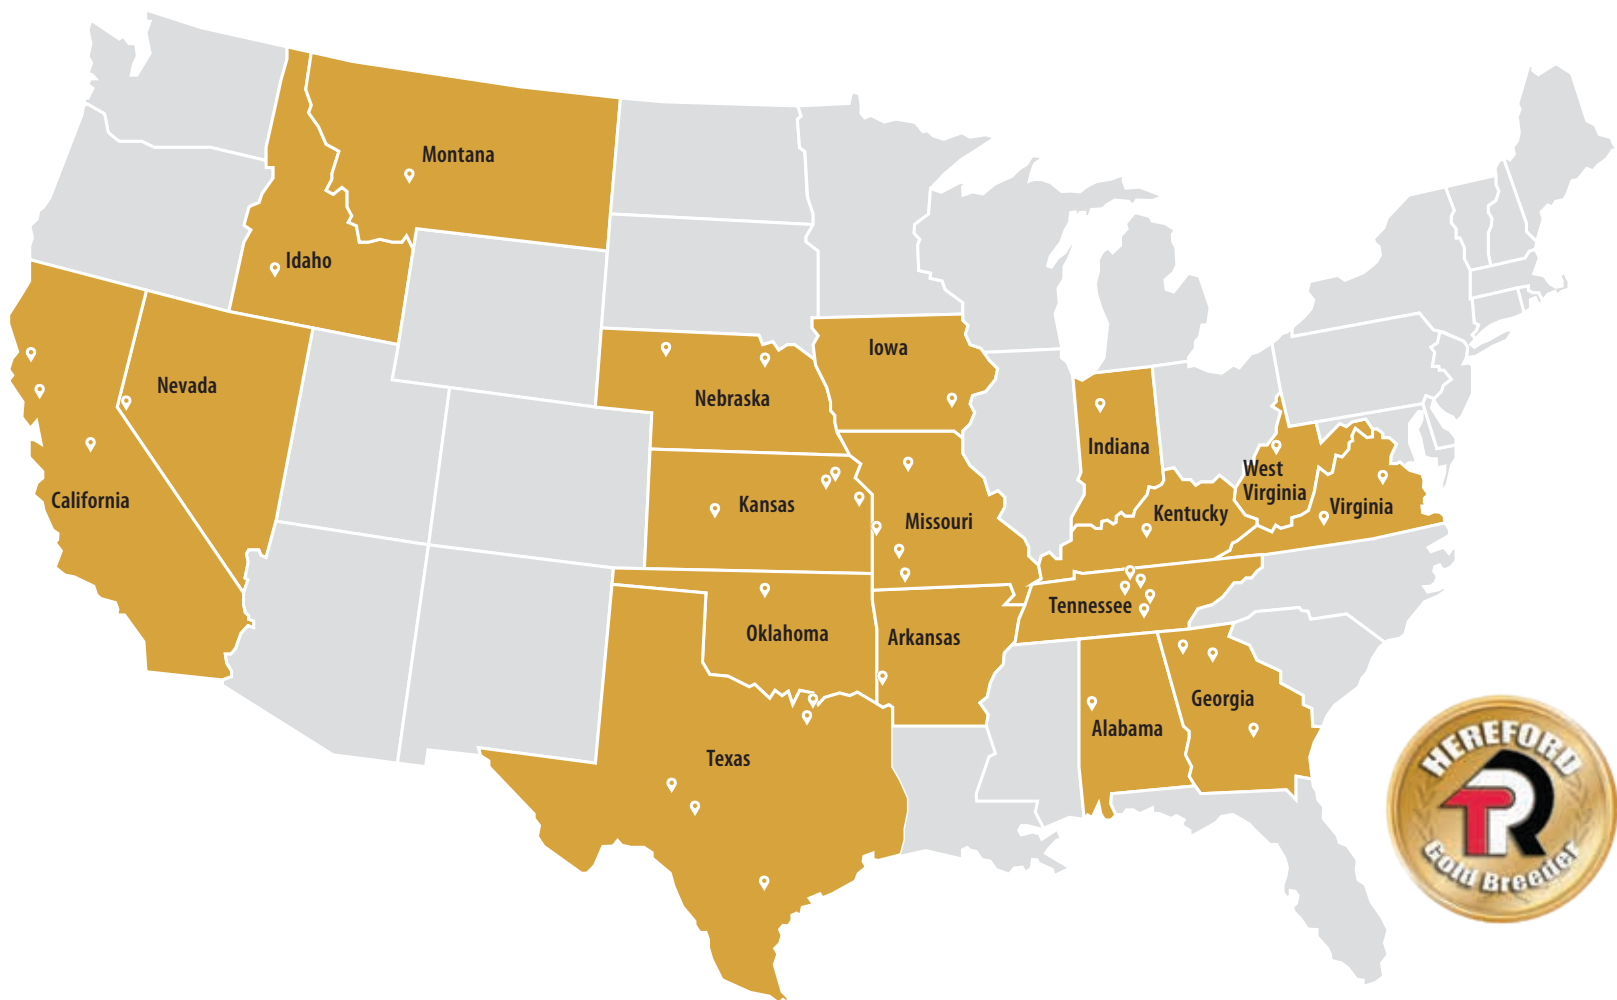 Montana
Idaho
Iowa
Nevada
Nebraska
Indiana
West
Virginia
California
Kansas
Missouri
Kentucky
Virginia
Tennessee
Oklahoma
Arkansas
Georgia
Alabama
Texas
HEREFORD
TPR
Gold Breeder